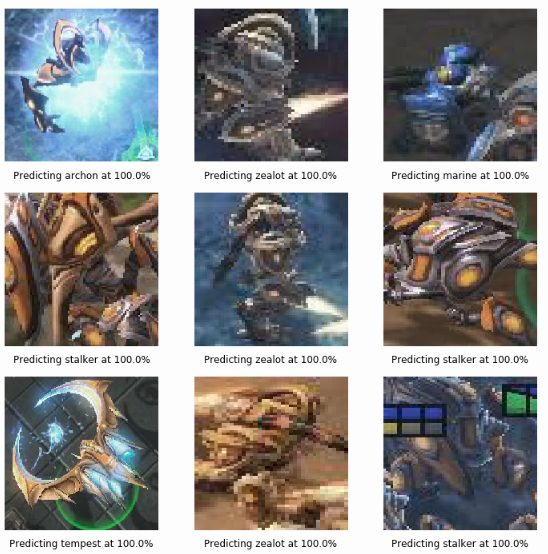 Predicting archon at 100.0%
Predicting zealot at 100.0%
Predicting marine at 100.0%
Predicting stalker at 100.0%
Predicting zealot at 100.0%
Predicting stalker at 100.0%
Predicting tempest at 100.0%
Predicting zealot at 100.0%
Predicting stalker at 100.0%